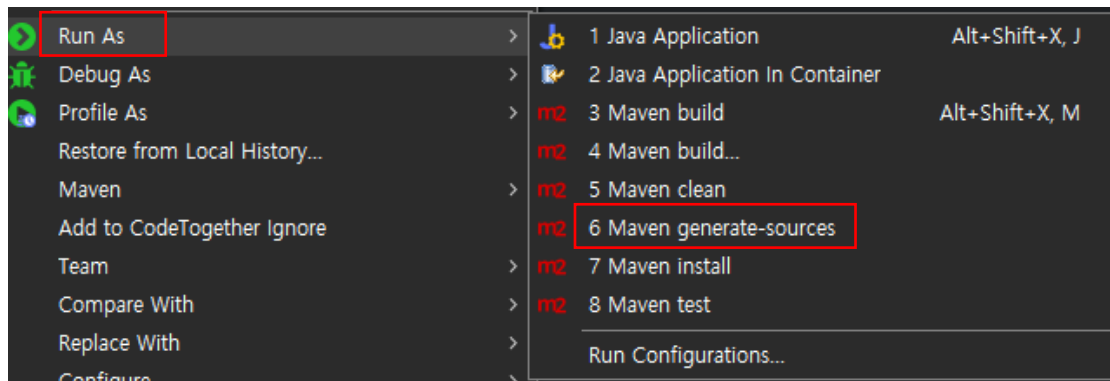 Run As >
Debug As >
Profile As >
Restore from Local History...
Maven >
Add to CodeTogether Ignore
Team >
Compare With >
Replace With >
Configure
1 Java Application Alt+Shift+X, J
2 Java Application In Container
m2 3 Maven build Alt+Shift+X, M
m2 4 Maven build...
m2 5 Maven clean
m2 6 Maven generate-sources
m2 7 Maven install
m2 8 Maven test
Run Configurations...